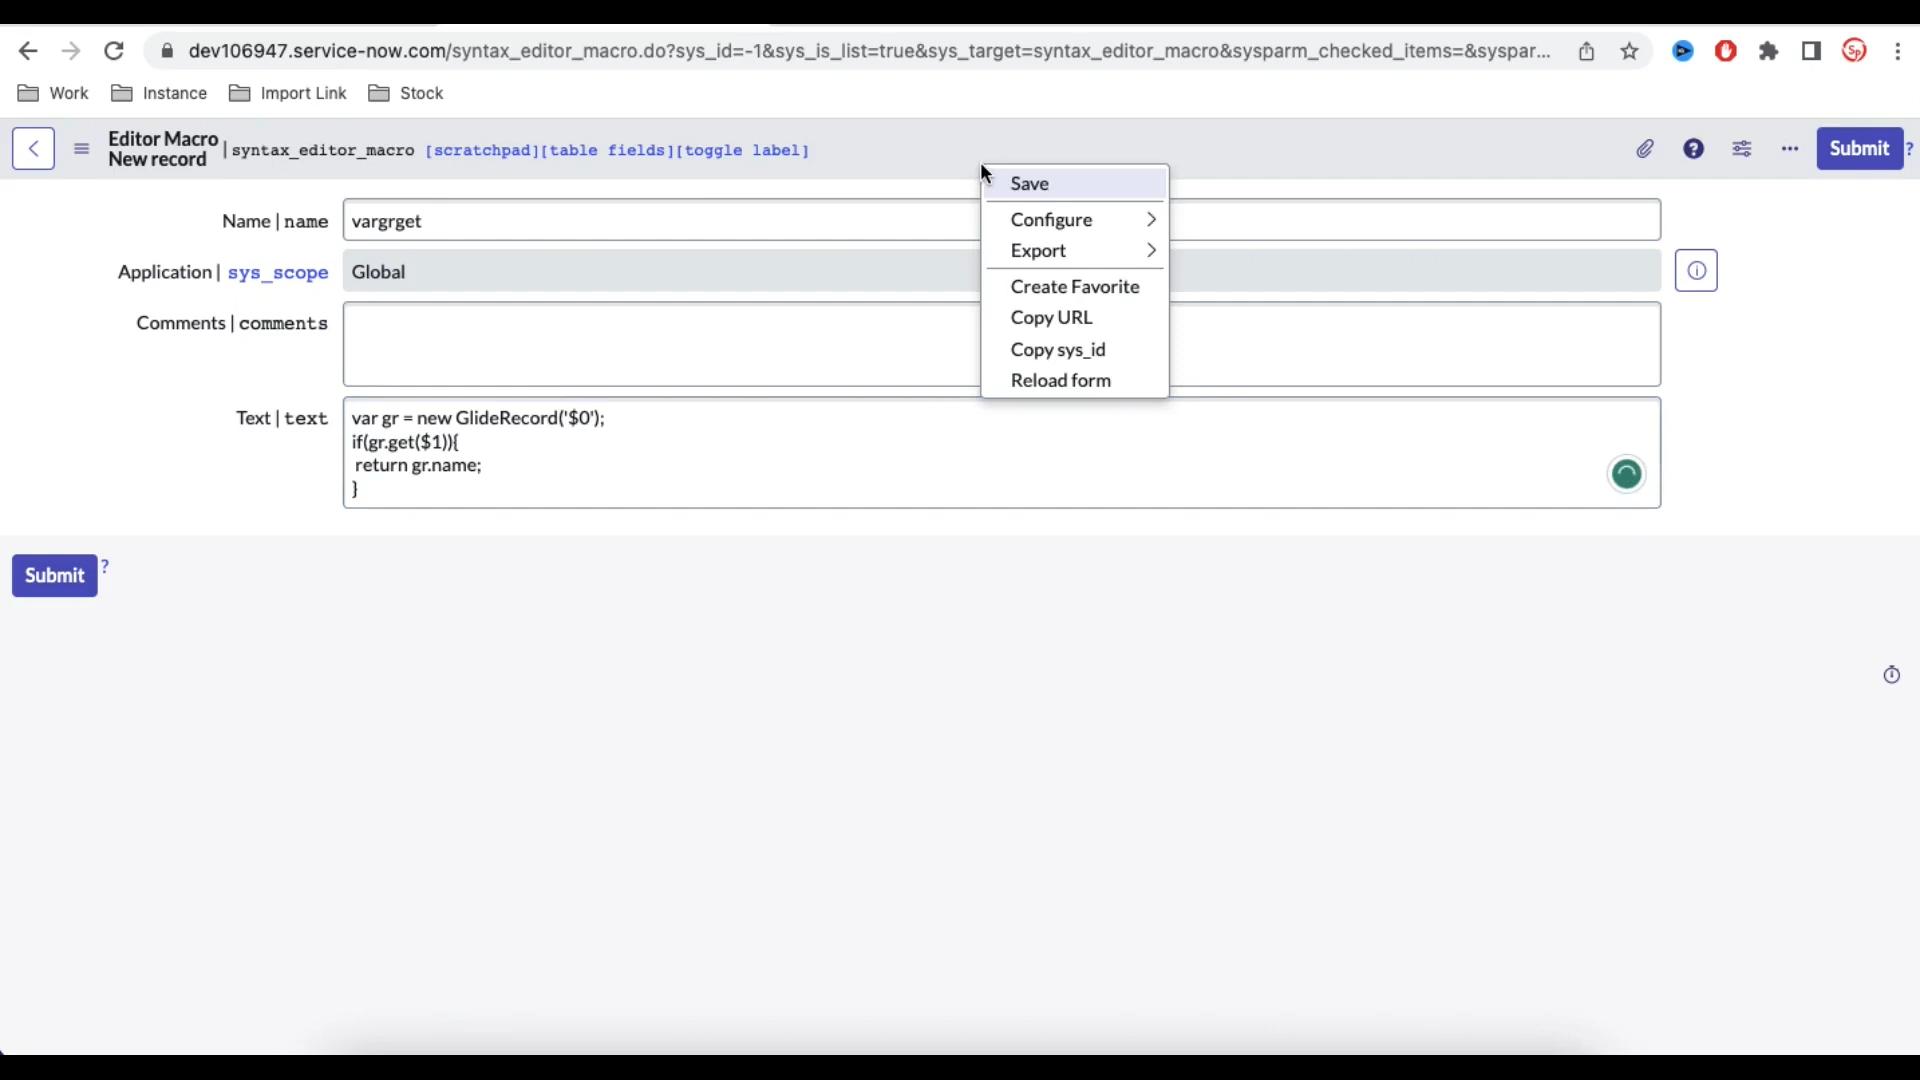 dev106947.service-now.com/syntax_editor_macro.do?sys_id=-1&sys_is_list=true&sys_target=syntax_editor_macro&sysparm_checked_items=&syspar...
Work Instance Import Link Stock
Editor Macro
New record
| syntax_editor_macro [scratchpad][table fields][toggle label]
Submit ?
Save
Configure
Export
Create Favorite
Copy URL
Copy sys_id
Reload form
Name | name vargrget
Application | sys_scope Global
Comments | comments
Text | text var gr = new GlideRecord('$0');
if(gr.get($1)){
return gr.name;
}
Submit ?